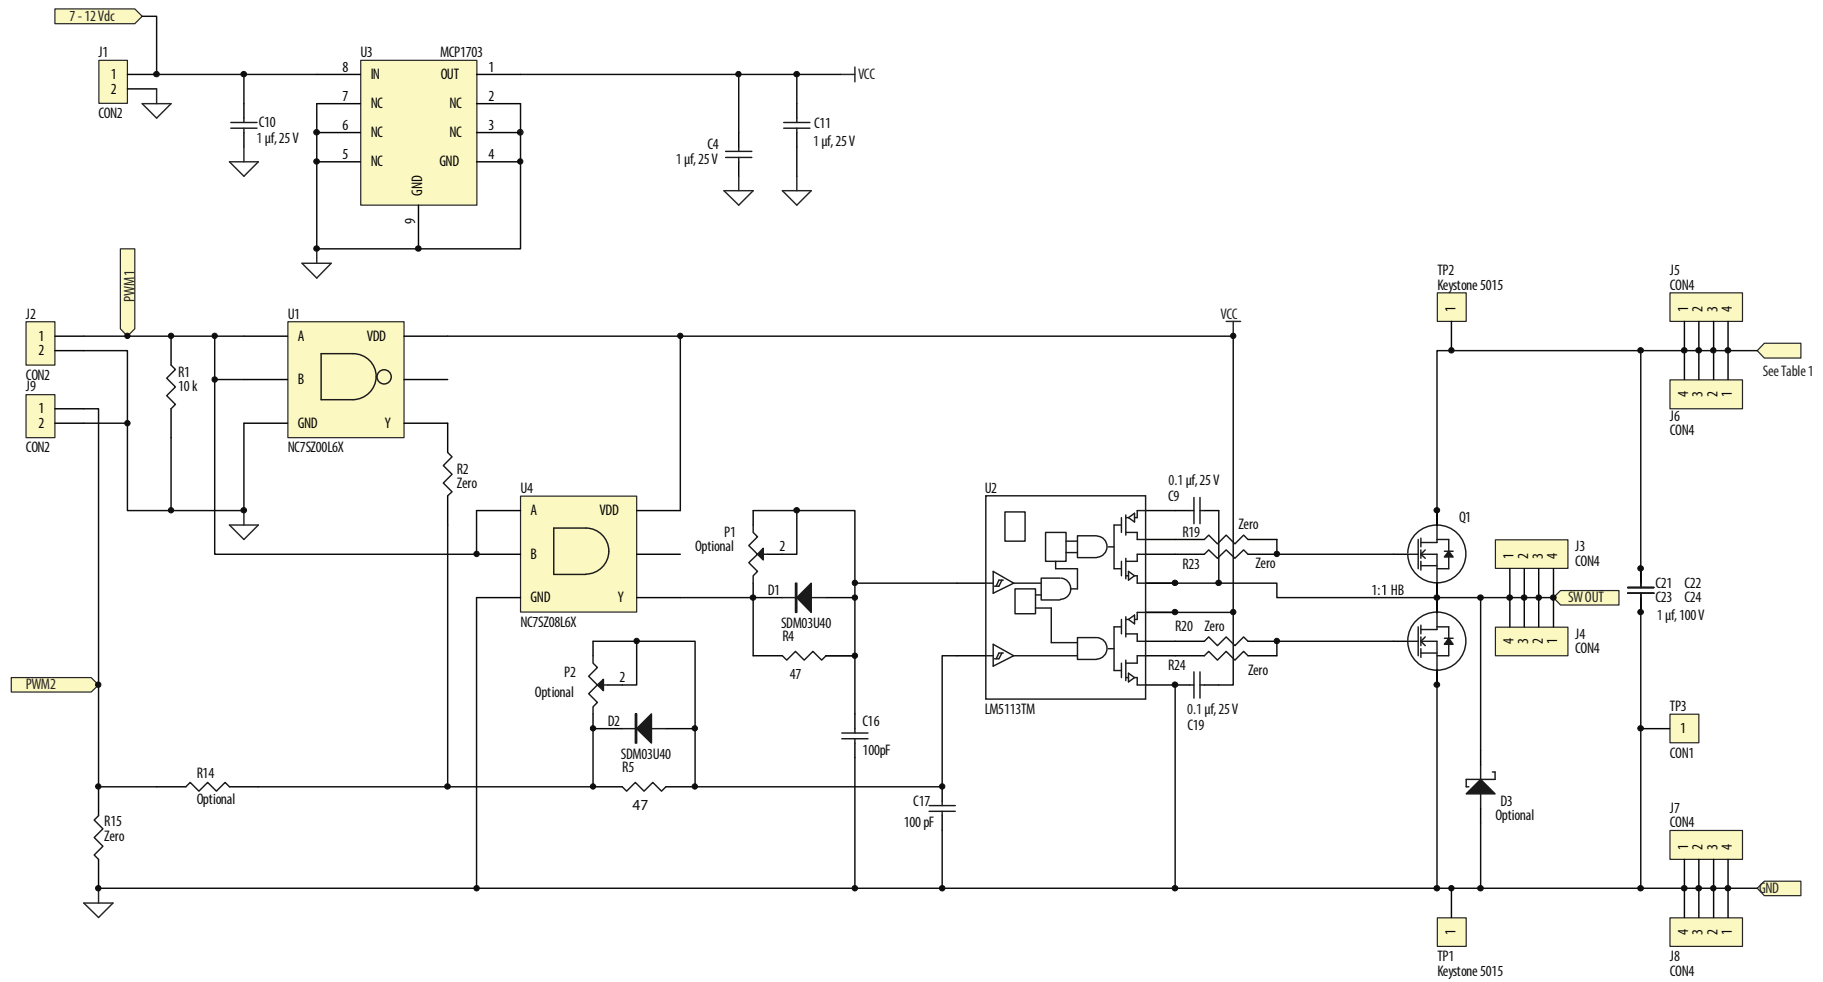 7 - 12 Vdc
J1
1
2
CON2
C10
1 µf, 25 V
U3
MCP1703
8
IN
OUT
1
7
NC
NC
2
6
NC
NC
3
5
NC
GND
4
GND
9
C4
1 µf, 25 V
C11
1 µf, 25 V
VCC
PWM1
J2
1
2
CON2
J9
1
2
CON2
R1
10 k
U1
A
VDD
B
GND
Y
NC7SZ00L6X
R2
Zero
U4
A
VDD
B
GND
Y
NC7SZ08L6X
P1
Optional
2
D1
SDM03U40
R4
47
P2
Optional
2
D2
SDM03U40
R5
47
C16
100pF
C17
100 pF
PWM2
R14
Optional
R15
Zero
VCC
U2
LM5113TM
0.1 µf, 25 V
C9
R19
Zero
R23
Zero
R20
Zero
R24
Zero
0.1 µf, 25 V
C19
1:1 HB
Q1
TP2
Keystone 5015
1
J5
CON4
1 2 3 4
See Table 1
4 3 2 1
J6
CON4
1 2 3 4
J3
CON4
SW OUT
4 3 2 1
J4
CON4
C21 C22
C23 C24
1 µf, 100 V
TP3
1
CON1
D3
Optional
J7
CON4
1 2 3 4
GND
4 3 2 1
J8
CON4
1
TP1
Keystone 5015